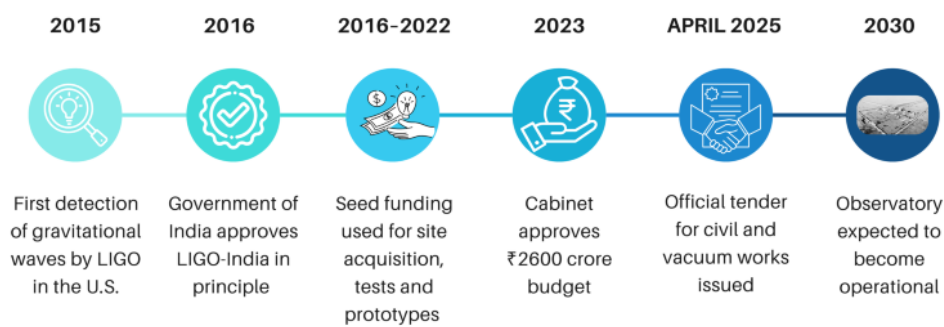 2015
First detection
of gravitational
waves by LIGO
in the U.S.
2016
Government of
India approves
LIGO-India in
principle
2016–2022
$
Seed funding
used for site
acquisition,
tests and
prototypes
2023
₹
Cabinet
approves
₹2600 crore
budget
APRIL 2025
Official tender
for civil and
vacuum works
issued
2030
Observatory
expected to
become
operational